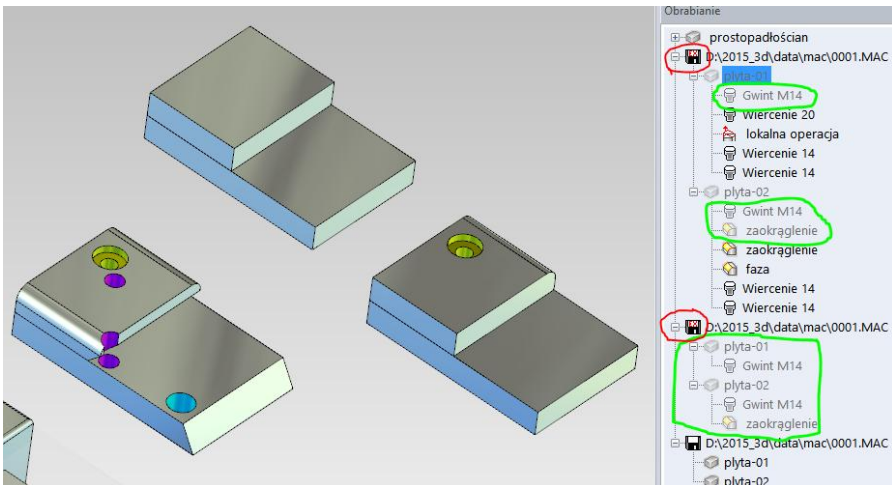 Obrabianie
prostopadłościan
D:\2015_3d\data\mac\0001.MAC
plyta-01
Gwint M14
Wiercenie 20
lokalna operacja
Wiercenie 14
Wiercenie 14
plyta-02
Gwint M14
zaokrąglenie
zaokrąglenie
faza
Wiercenie 14
Wiercenie 14
D:\2015_3d\data\mac\0001.MAC
plyta-01
Gwint M14
plyta-02
Gwint M14
zaokrąglenie
D:\2015_3d\data\mac\0001.MAC
plyta-01
plyta-02